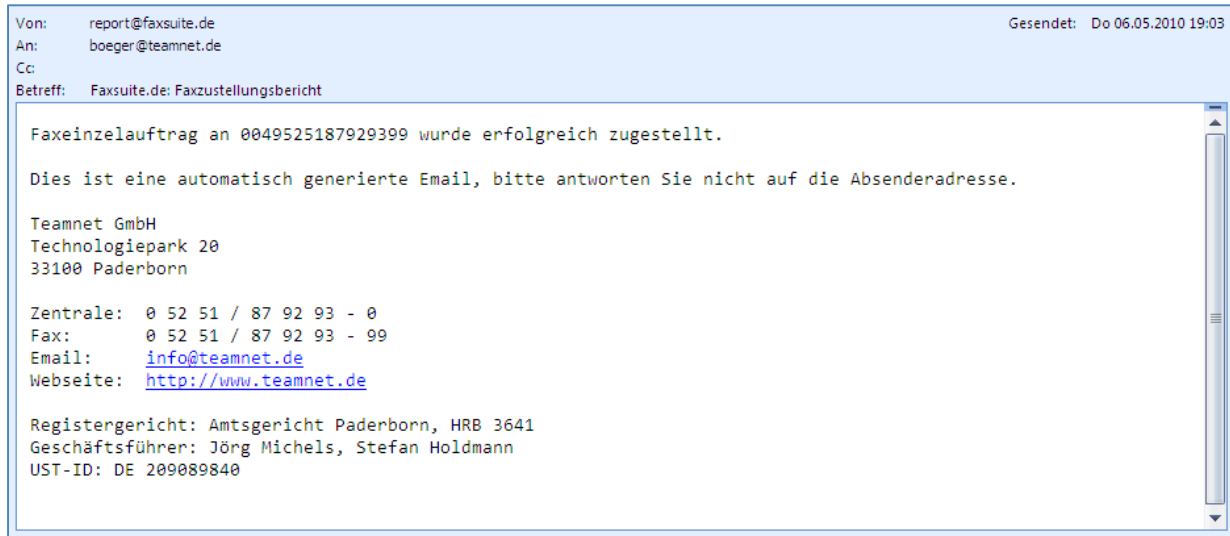 Von: report@faxsuite.de Gesendet: Do 06.05.2010 19:03
An: boeger@teamnet.de
Cc:
Betreff: Faxsuite.de: Faxzustellungsbericht
Faxeinzelauftrag an 0049525187929399 wurde erfolgreich zugestellt.
Dies ist eine automatisch generierte Email, bitte antworten Sie nicht auf die Absenderadresse.
Teamnet GmbH
Technologiepark 20
33100 Paderborn
Zentrale: 0 52 51 / 87 92 93 - 0
Fax: 0 52 51 / 87 92 93 - 99
Email: info@teamnet.de
Webseite: http://www.teamnet.de
Registergericht: Amtsgericht Paderborn, HRB 3641
Geschäftsführer: Jörg Michels, Stefan Holdmann
UST-ID: DE 209089840